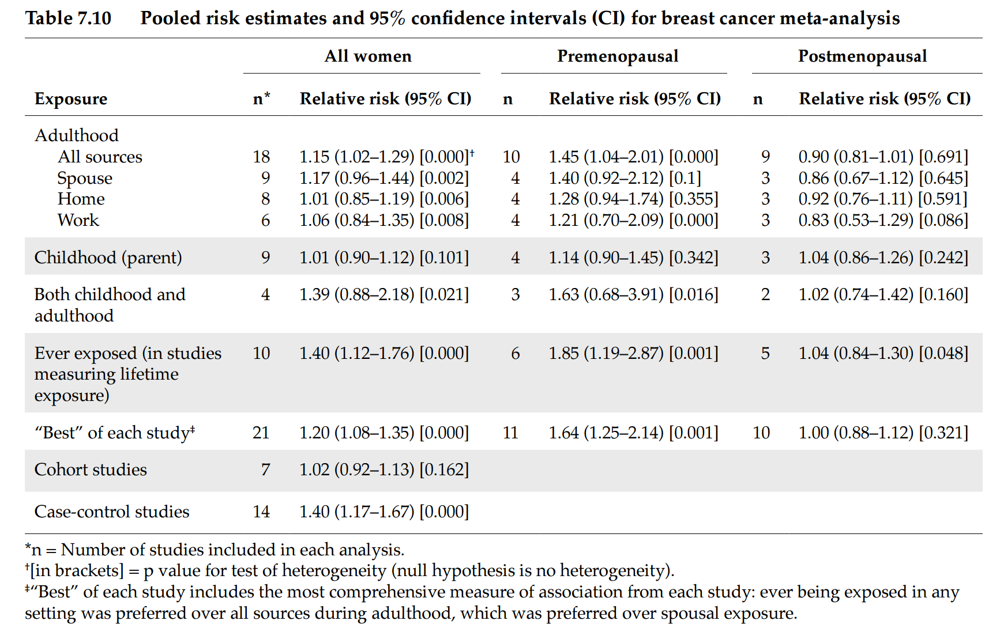 Table 7.10 Pooled risk estimates and 95% confidence intervals (CI) for breast cancer meta-analysis
All women Premenopausal Postmenopausal
Exposure n* Relative risk (95% CI) n Relative risk (95% CI) n Relative risk (95% CI)
Adulthood
All sources 18 1.15 (1.02–1.29) [0.000]† 10 1.45 (1.04–2.01) [0.000] 9 0.90 (0.81–1.01) [0.691]
Spouse 9 1.17 (0.96–1.44) [0.002] 4 1.40 (0.92–2.12) [0.1] 3 0.86 (0.67–1.12) [0.645]
Home 8 1.01 (0.85–1.19) [0.006] 4 1.28 (0.94–1.74) [0.355] 3 0.92 (0.76–1.11) [0.591]
Work 6 1.06 (0.84–1.35) [0.008] 4 1.21 (0.70–2.09) [0.000] 3 0.83 (0.53–1.29) [0.086]
Childhood (parent) 9 1.01 (0.90–1.12) [0.101] 4 1.14 (0.90–1.45) [0.342] 3 1.04 (0.86–1.26) [0.242]
Both childhood and 4 1.39 (0.88–2.18) [0.021] 3 1.63 (0.68–3.91) [0.016] 2 1.02 (0.74–1.42) [0.160]
adulthood
Ever exposed (in studies 10 1.40 (1.12–1.76) [0.000] 6 1.85 (1.19–2.87) [0.001] 5 1.04 (0.84–1.30) [0.048]
measuring lifetime
exposure)
“Best” of each study‡ 21 1.20 (1.08–1.35) [0.000] 11 1.64 (1.25–2.14) [0.001] 10 1.00 (0.88–1.12) [0.321]
Cohort studies 7 1.02 (0.92–1.13) [0.162]
Case-control studies 14 1.40 (1.17–1.67) [0.000]
*n = Number of studies included in each analysis.
†[in brackets] = p value for test of heterogeneity (null hypothesis is no heterogeneity).
‡“Best” of each study includes the most comprehensive measure of association from each study: ever being exposed in any
setting was preferred over all sources during adulthood, which was preferred over spousal exposure.